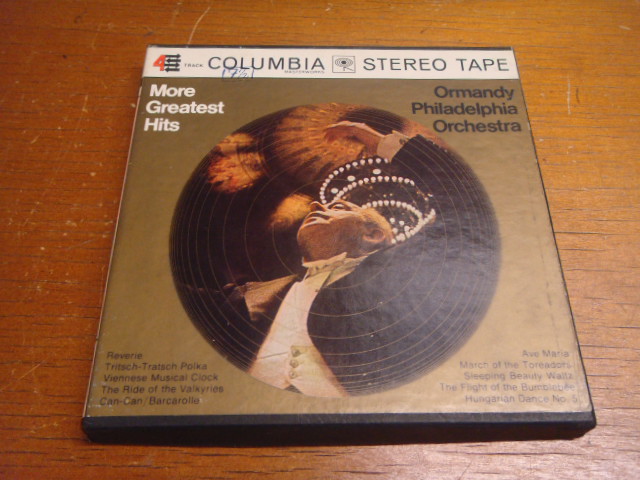 4 TRACK COLUMBIA STEREO TAPE
MASTERWORKS
More
Greatest
Hits
Ormandy
Philadelphia
Orchestra
Reverie
Tritsch-Tratsch Polka
Viennese Musical Clock
The Ride of the Valkyries
Can-Can/Barcarolle
Ave Maria
March of the Toreadors
Sleeping Beauty Waltz
The Flight of the Bumblebee
Hungarian Dance No. 5